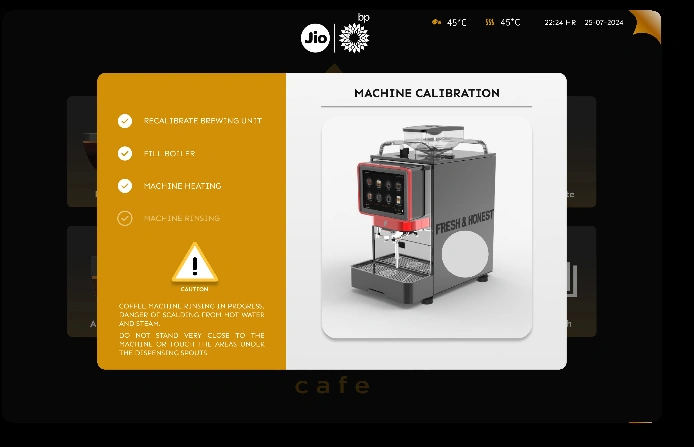 Jio
bp
45°C
45°C
22:24 HR
25-07-2024
MACHINE CALIBRATION
RECALIBRATE BREWING UNIT
FILL BOILER
MACHINE HEATING
MACHINE RINSING
CAUTION
COFFEE MACHINE RINSING IN PROGRESS.
DANGER OF SCALDING FROM HOT WATER
AND STEAM.
DO NOT STAND VERY CLOSE TO THE
MACHINE OR TOUCH THE AREAS UNDER
THE DISPENSING SPOUTS
FRESH & HONEST
cafe